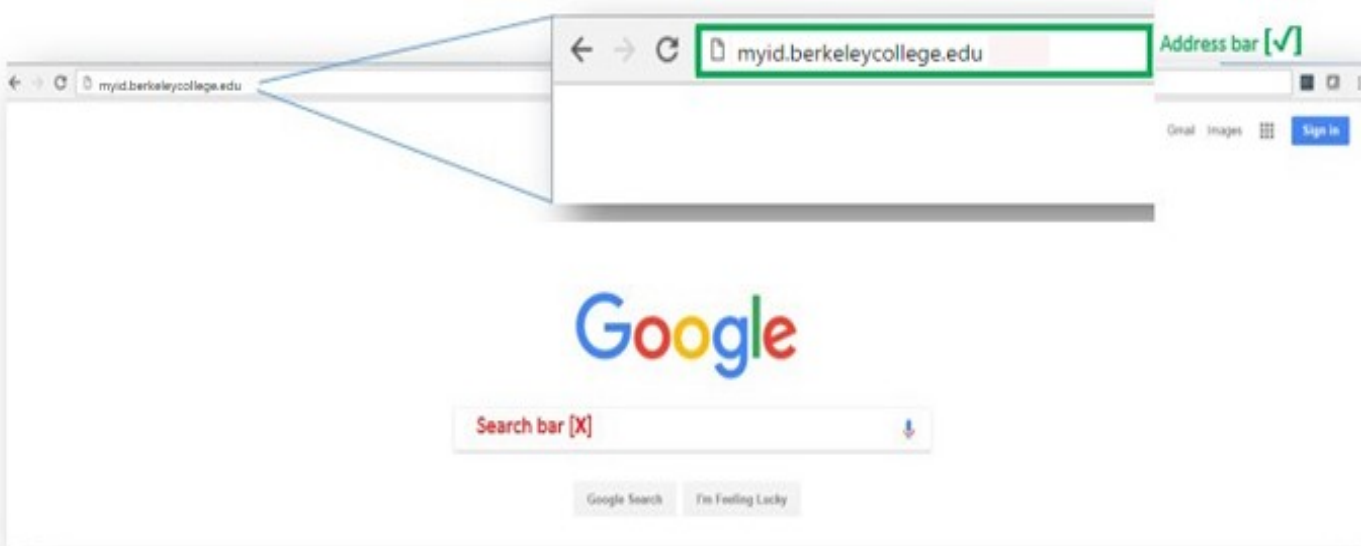 myid.berkeleycollege.edu
Address bar [√]
myid.berkeleycollege.edu
Gmail Images Sign in
Google
Search bar [X]
Google Search I'm Feeling Lucky